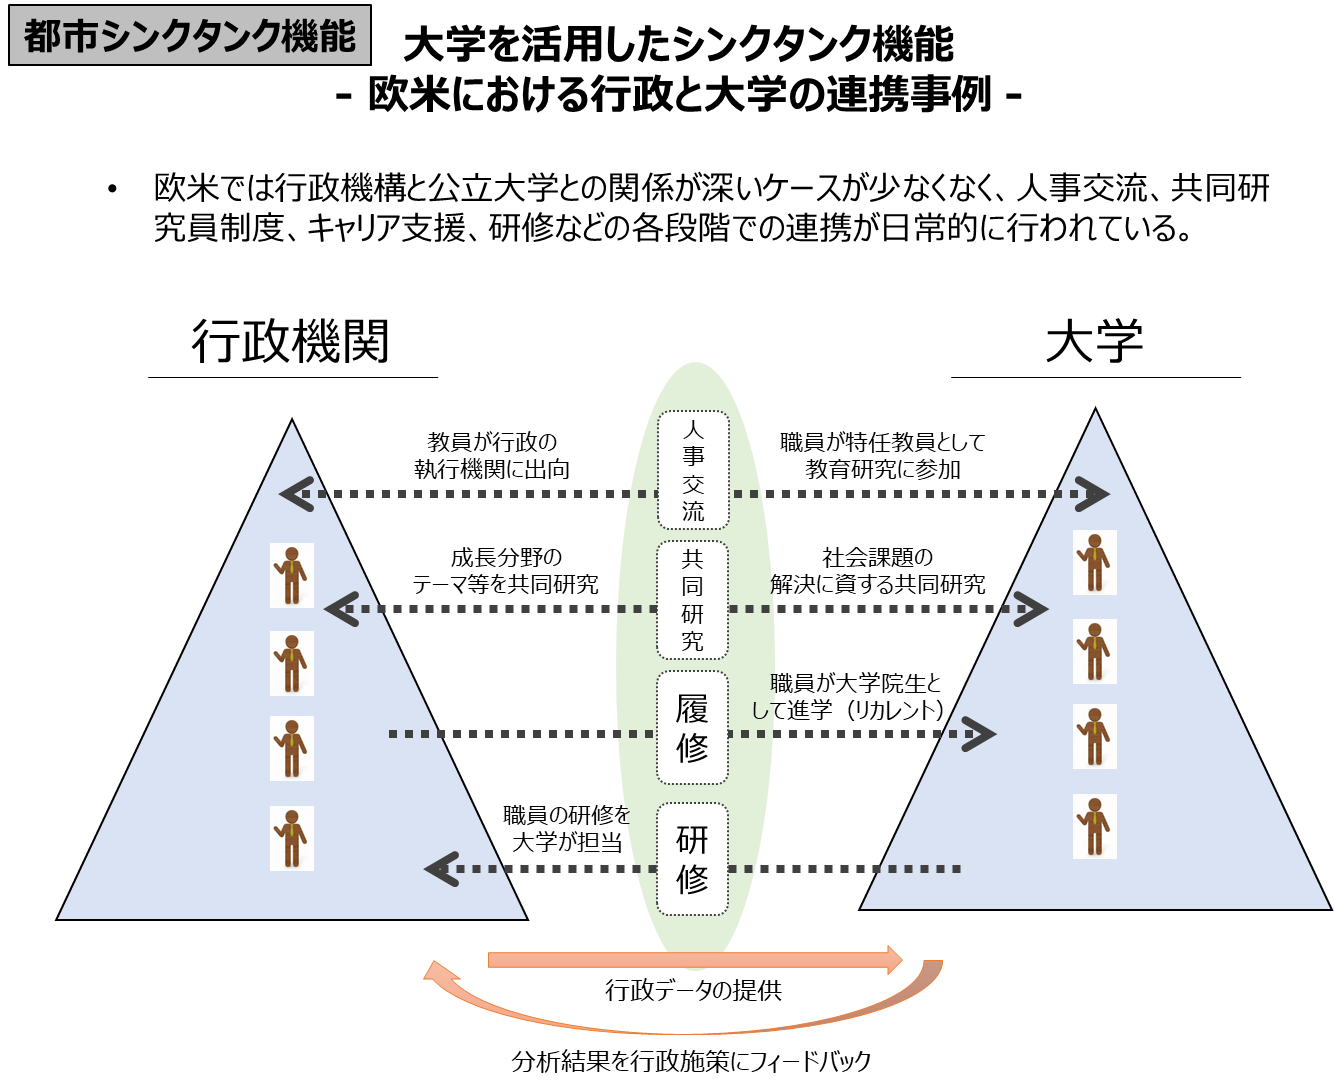 都市シンクタンク機能
大学を活用したシンクタンク機能
- 欧米における行政と大学の連携事例 -
• 欧米では行政機構と公立大学との関係が深いケースが少なくなく、人事交流、共同研
究員制度、キャリア支援、研修などの各段階での連携が日常的に行われている。
行政機関
大学
教員が行政の
執行機関に出向
人事交流
職員が特任教員として
教育研究に参加
成長分野の
テーマ等を共同研究
共同研究
社会課題の
解決に資する共同研究
履修
職員が大学院生と
して進学（リカレント）
職員の研修を
大学が担当
研修
行政データの提供
分析結果を行政施策にフィードバック